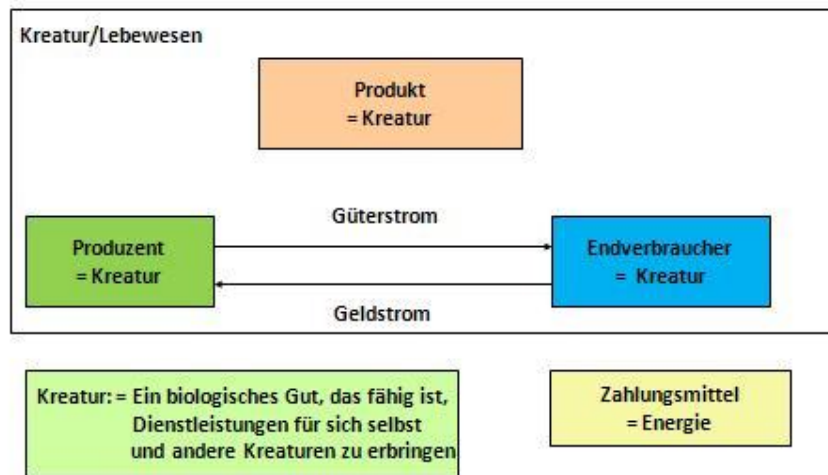 Kreatur/Lebewesen
Produkt
= Kreatur
Güterstrom
Produzent
= Kreatur
Endverbraucher
= Kreatur
Geldstrom
Kreatur: = Ein biologisches Gut, das fähig ist,
Dienstleistungen für sich selbst
und andere Kreaturen zu erbringen
Zahlungsmittel
= Energie